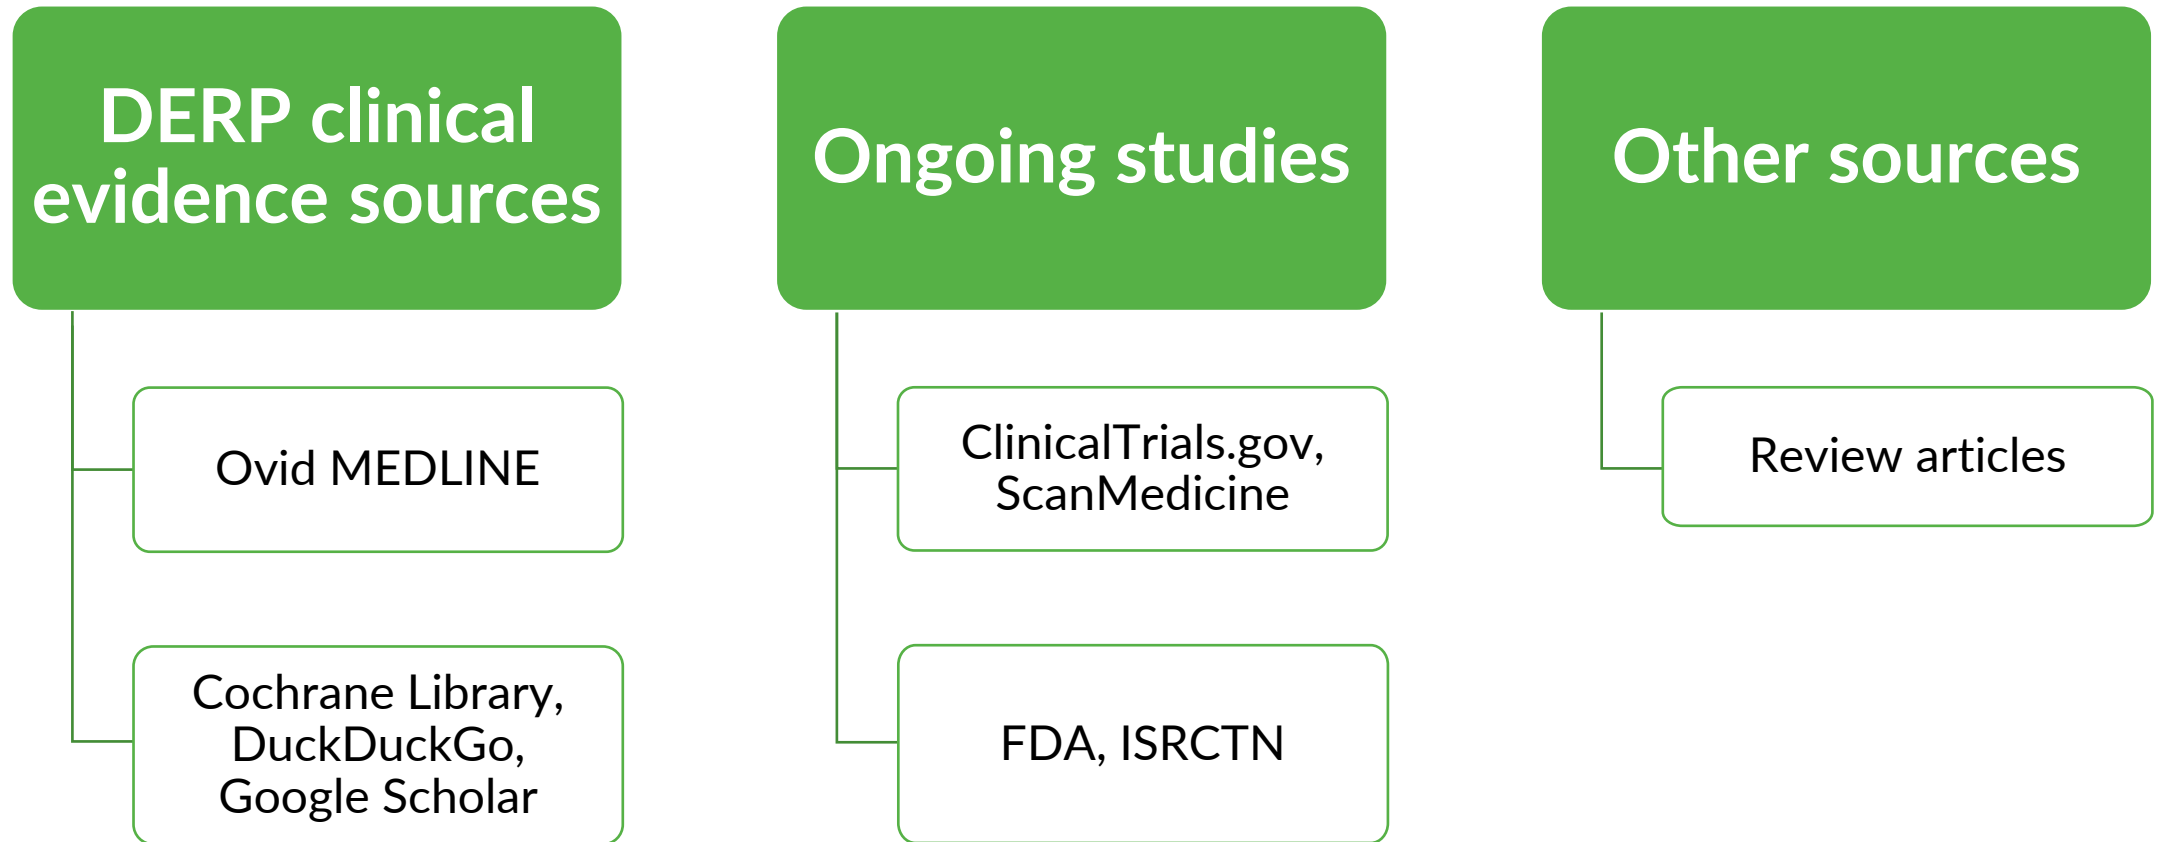 DERP clinical
evidence sources
Ovid MEDLINE
Cochrane Library,
DuckDuckGo,
Google Scholar
Ongoing studies
ClinicalTrials.gov,
ScanMedicine
FDA, ISRCTN
Other sources
Review articles